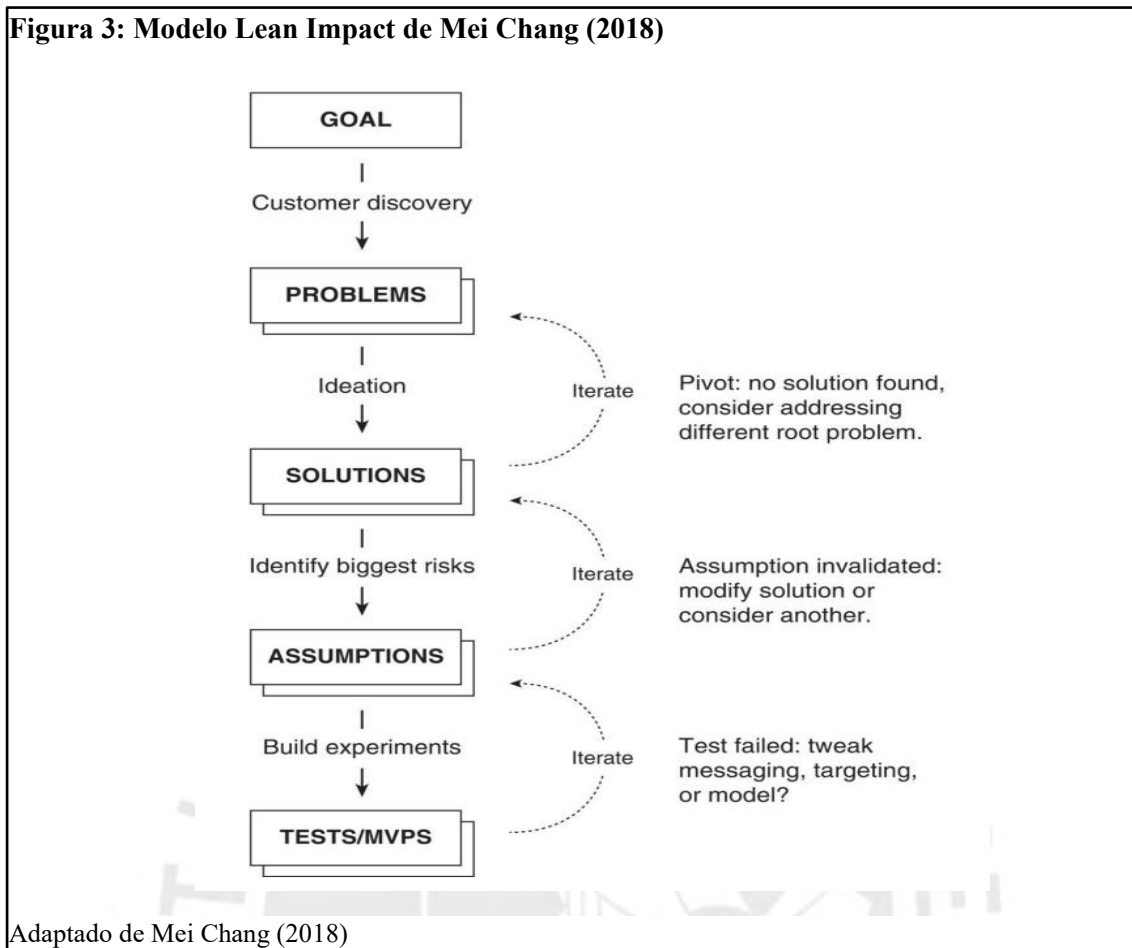 Figura 3: Modelo Lean Impact de Mei Chang (2018)
GOAL
Customer discovery
PROBLEMS
Ideation
Iterate
Pivot: no solution found,
consider addressing
different root problem.
SOLUTIONS
Identify biggest risks
Iterate
Assumption invalidated:
modify solution or
consider another.
ASSUMPTIONS
Build experiments
Iterate
Test failed: tweak
messaging, targeting,
or model?
TESTS/MVPS
Adaptado de Mei Chang (2018)